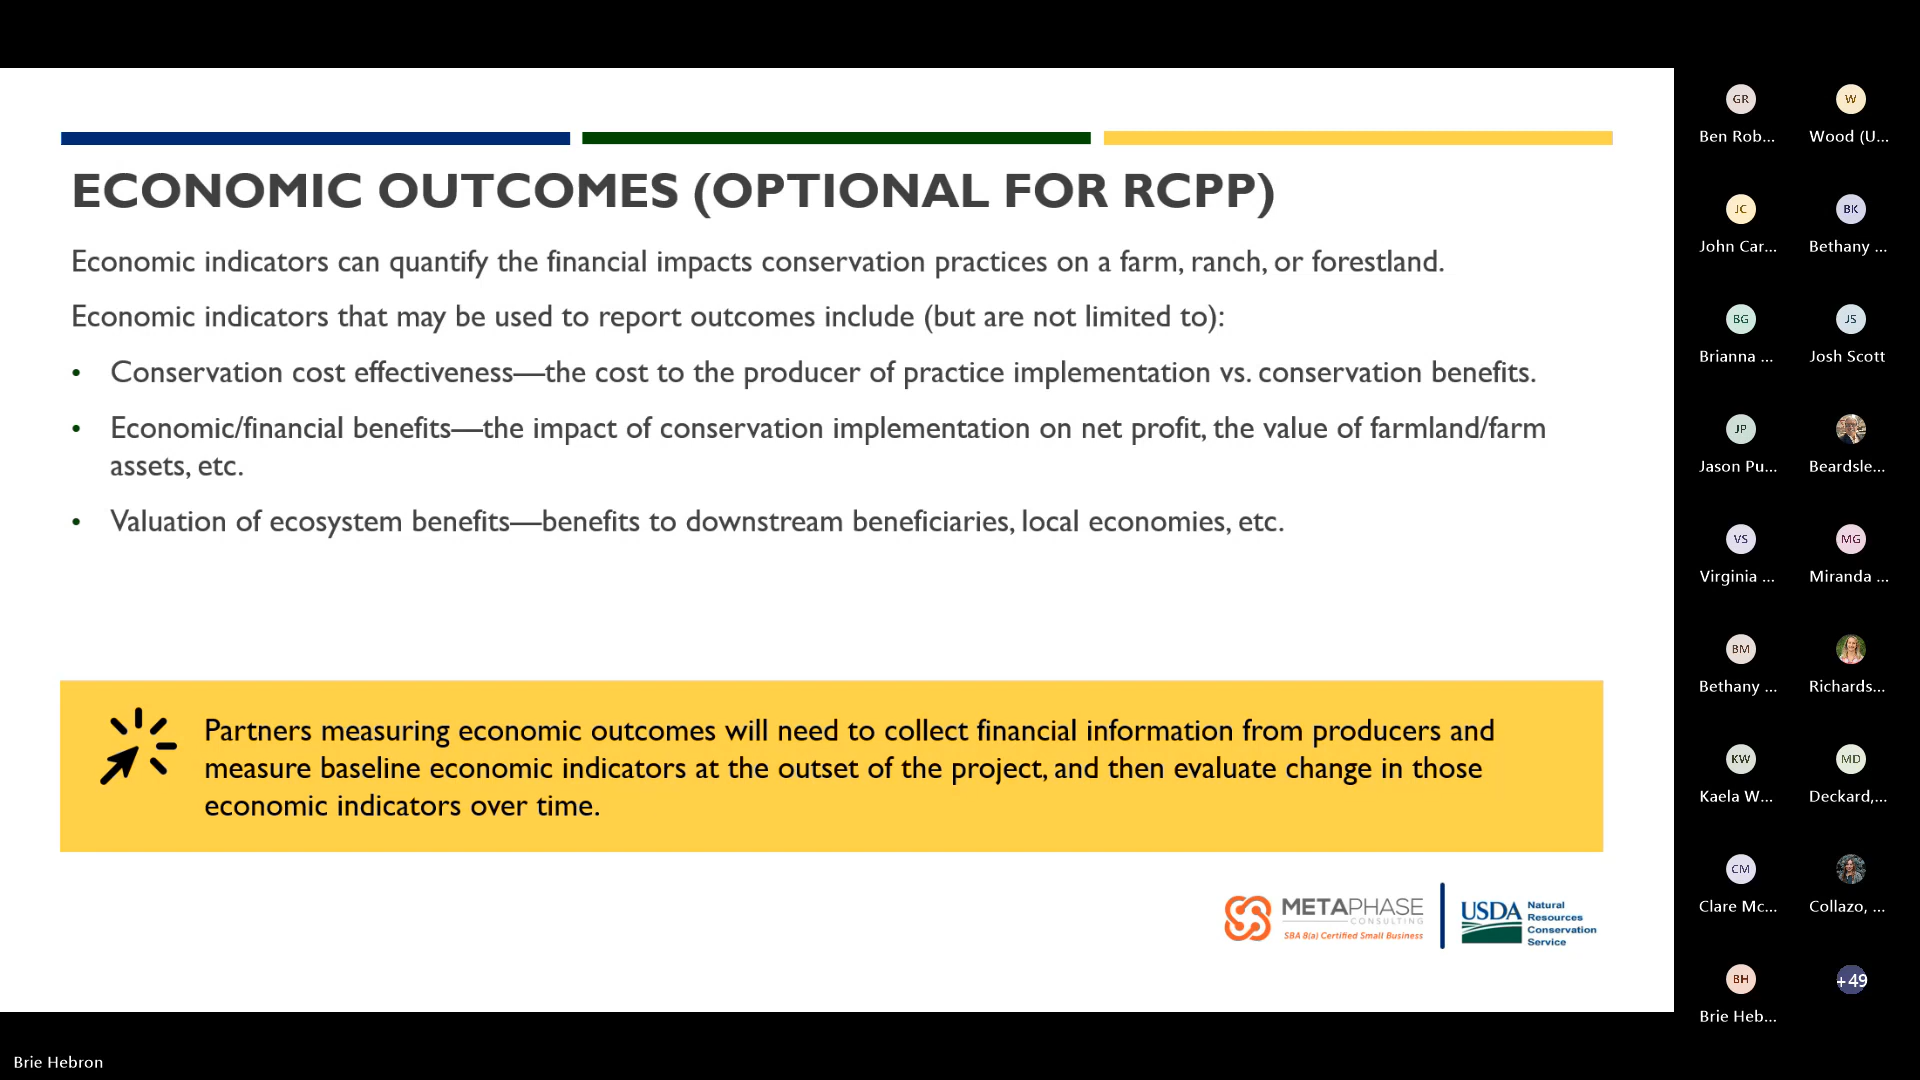 ECONOMIC OUTCOMES (OPTIONAL FOR RCPP)
Economic indicators can quantify the financial impacts conservation practices on a farm, ranch, or forestland.
Economic indicators that may be used to report outcomes include (but are not limited to):
• Conservation cost effectiveness—the cost to the producer of practice implementation vs. conservation benefits.
• Economic/financial benefits—the impact of conservation implementation on net profit, the value of farmland/farm
assets, etc.
• Valuation of ecosystem benefits—benefits to downstream beneficiaries, local economies, etc.
Partners measuring economic outcomes will need to collect financial information from producers and
measure baseline economic indicators at the outset of the project, and then evaluate change in those
economic indicators over time.
METAPHASE
CONSULTING
SBA 8(a) Certified Small Business
USDA
Natural
Resources
Conservation
Service
GR
Ben Rob...
W
Wood (U...
JC
John Car...
BK
Bethany ...
BG
Brianna ...
JS
Josh Scott
JP
Jason Pu...
Beardsle...
VS
Virginia ...
MG
Miranda ...
BM
Bethany ...
Richards...
KW
Kaela W...
MD
Deckard,...
CM
Clare Mc...
Collazo, ...
BH
Brie Heb...
+49
Brie Hebron